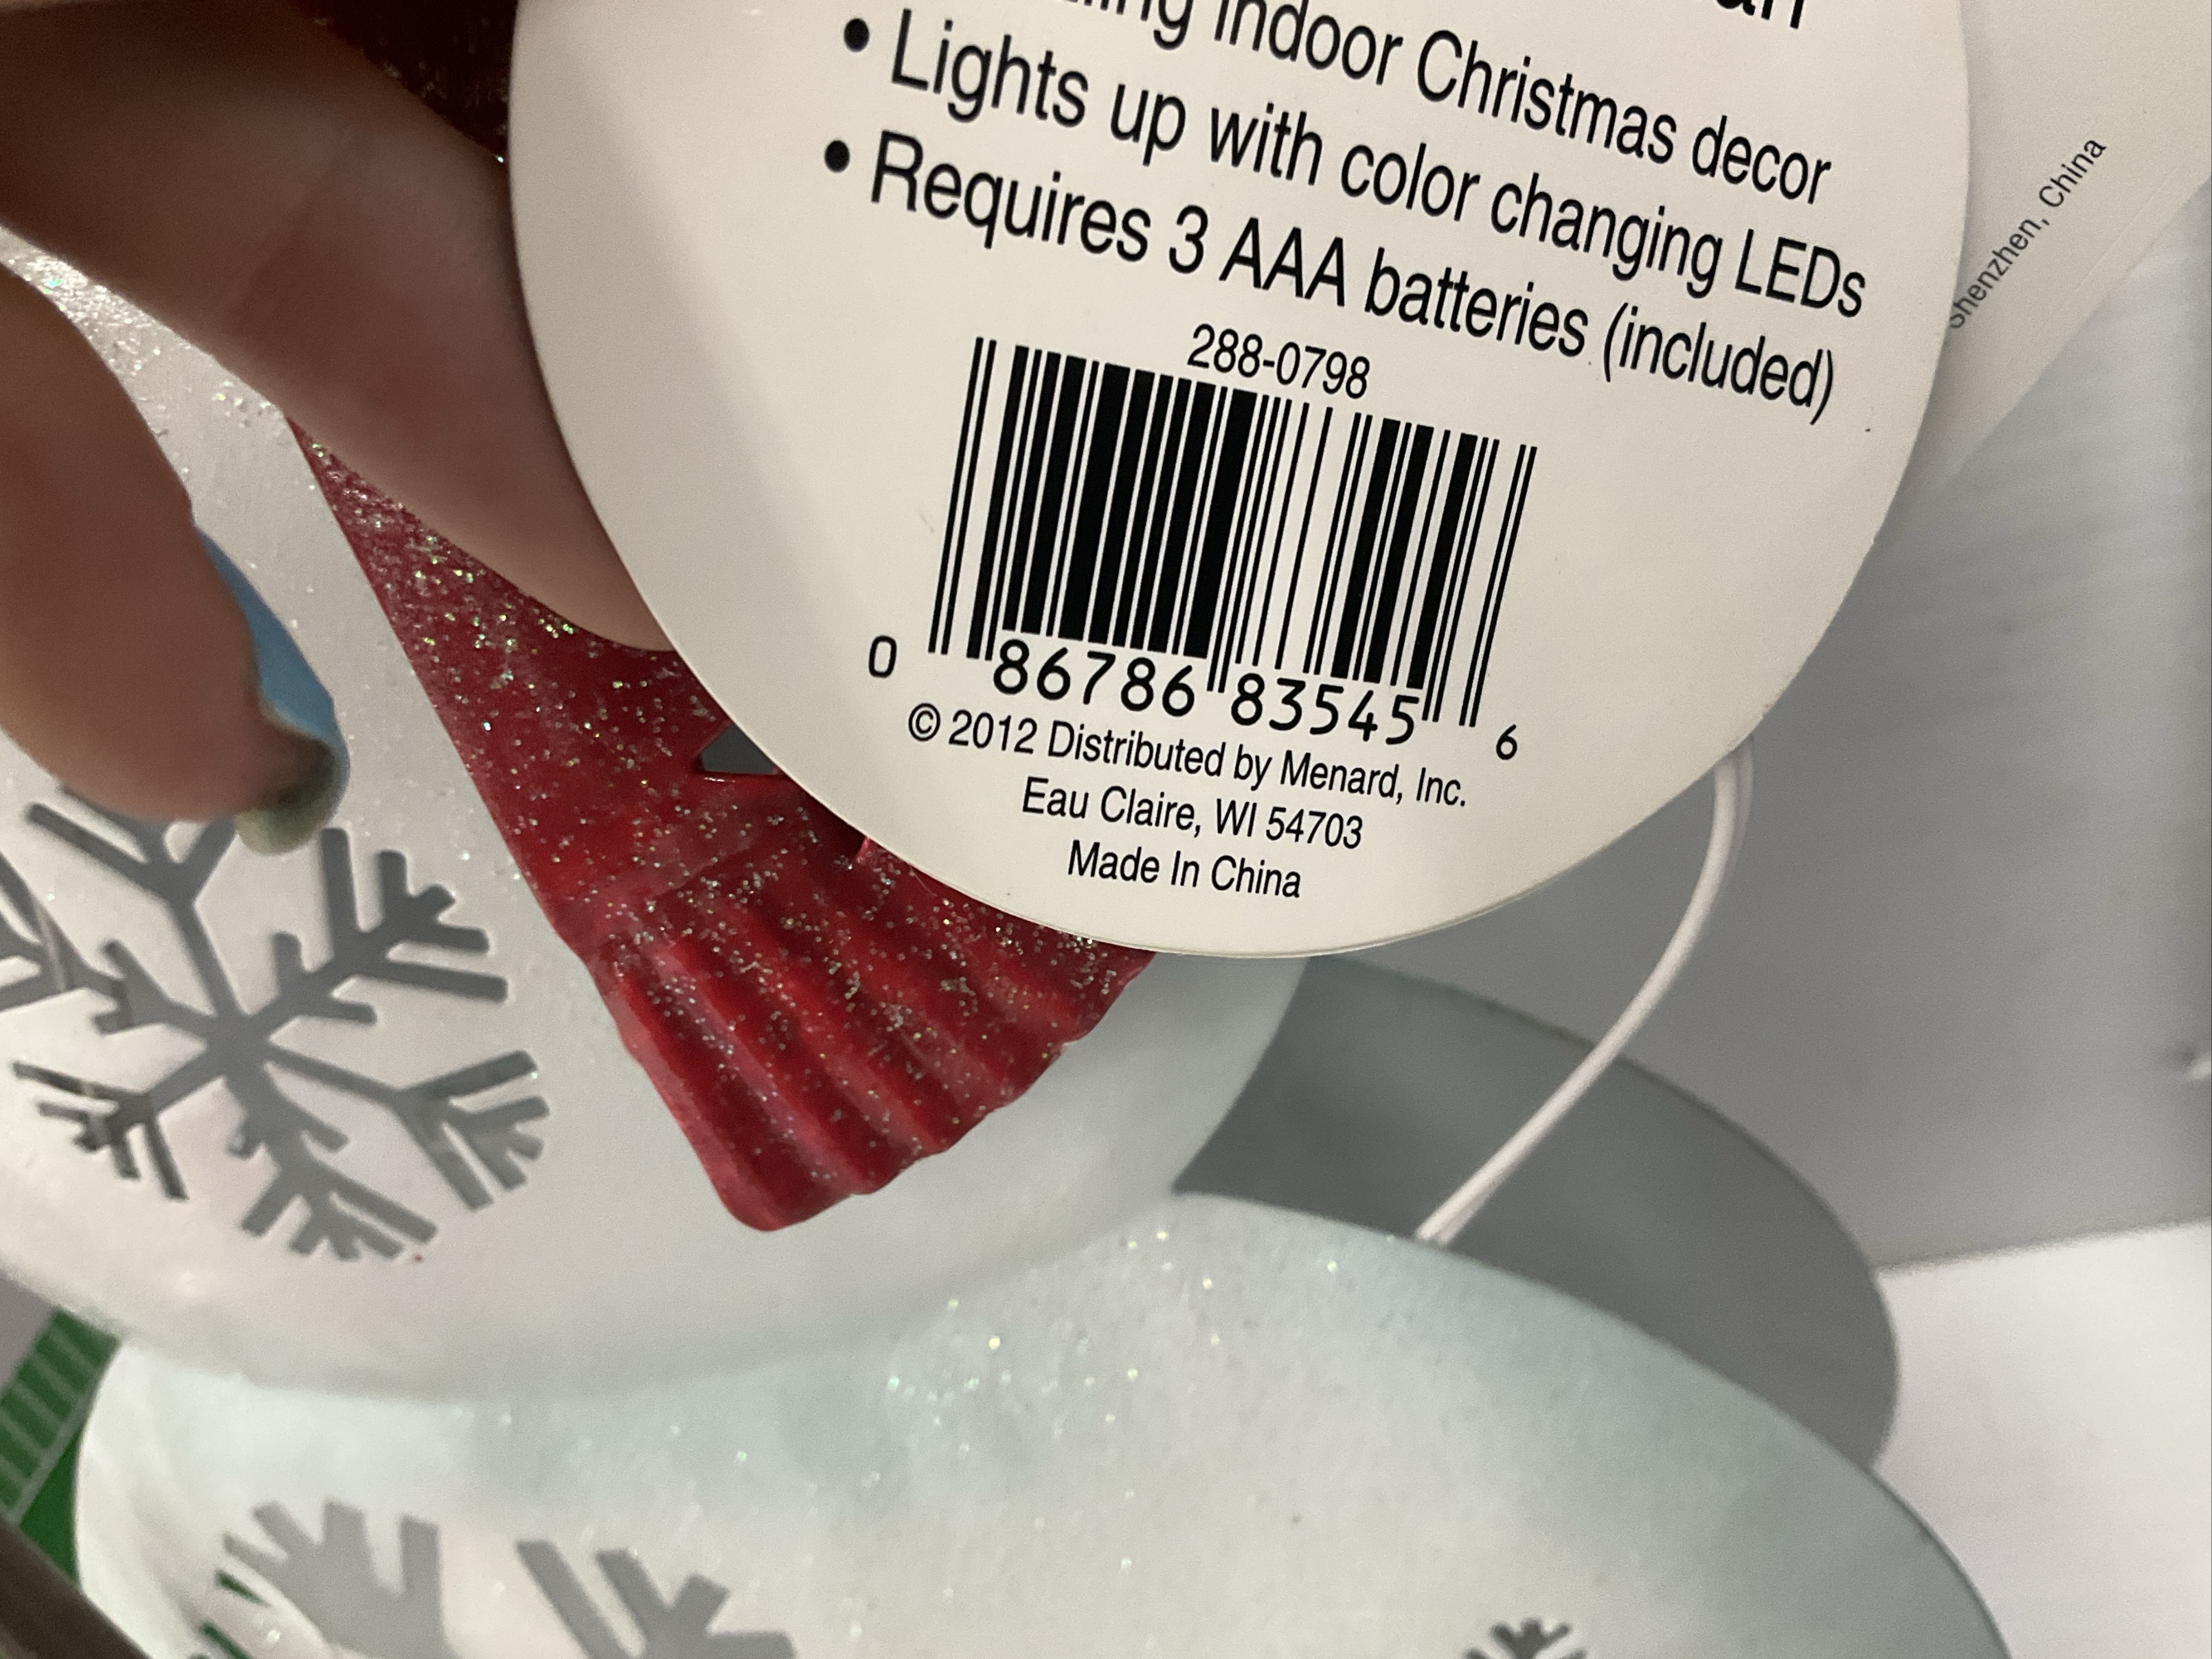 indoor Christmas decor
• Lights up with color changing LEDs
• Requires 3 AAA batteries (included)
288-0798
0 86786 83545 6
© 2012 Distributed by Menard, Inc.
Eau Claire, WI 54703
Made In China
Shenzhen, China